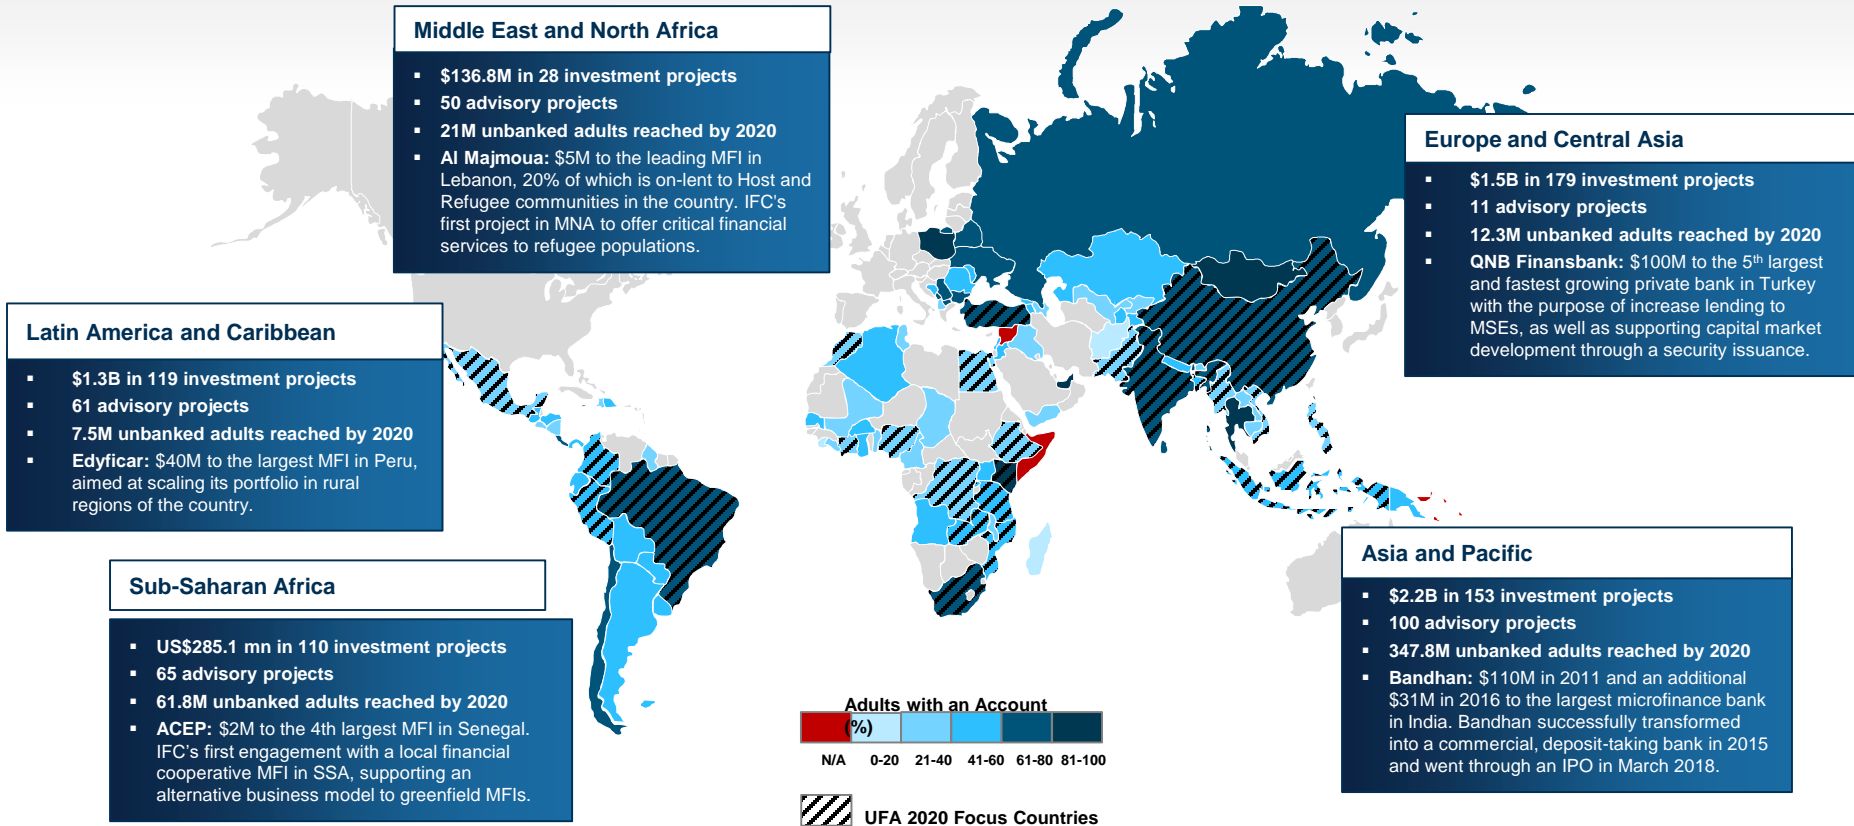 Middle East and North Africa
▪ $136.8M in 28 investment projects
▪ 50 advisory projects
▪ 21M unbanked adults reached by 2020
▪ Al Majmoua: $5M to the leading MFI in
Lebanon, 20% of which is on-lent to Host and
Refugee communities in the country. IFC's
first project in MNA to offer critical financial
services to refugee populations.
Europe and Central Asia
▪ $1.5B in 179 investment projects
▪ 11 advisory projects
▪ 12.3M unbanked adults reached by 2020
▪ QNB Finansbank: $100M to the 5th largest
and fastest growing private bank in Turkey
with the purpose of increase lending to
MSEs, as well as supporting capital market
development through a security issuance.
Latin America and Caribbean
▪ $1.3B in 119 investment projects
▪ 61 advisory projects
▪ 7.5M unbanked adults reached by 2020
▪ Edyficar: $40M to the largest MFI in Peru,
aimed at scaling its portfolio in rural
regions of the country.
Sub-Saharan Africa
▪ US$285.1 mn in 110 investment projects
▪ 65 advisory projects
▪ 61.8M unbanked adults reached by 2020
▪ ACEP: $2M to the 4th largest MFI in Senegal.
IFC's first engagement with a local financial
cooperative MFI in SSA, supporting an
alternative business model to greenfield MFIs.
Asia and Pacific
▪ $2.2B in 153 investment projects
▪ 100 advisory projects
▪ 347.8M unbanked adults reached by 2020
▪ Bandhan: $110M in 2011 and an additional
$31M in 2016 to the largest microfinance bank
in India. Bandhan successfully transformed
into a commercial, deposit-taking bank in 2015
and went through an IPO in March 2018.
Adults with an Account
(%)
N/A 0-20 21-40 41-60 61-80 81-100
UFA 2020 Focus Countries